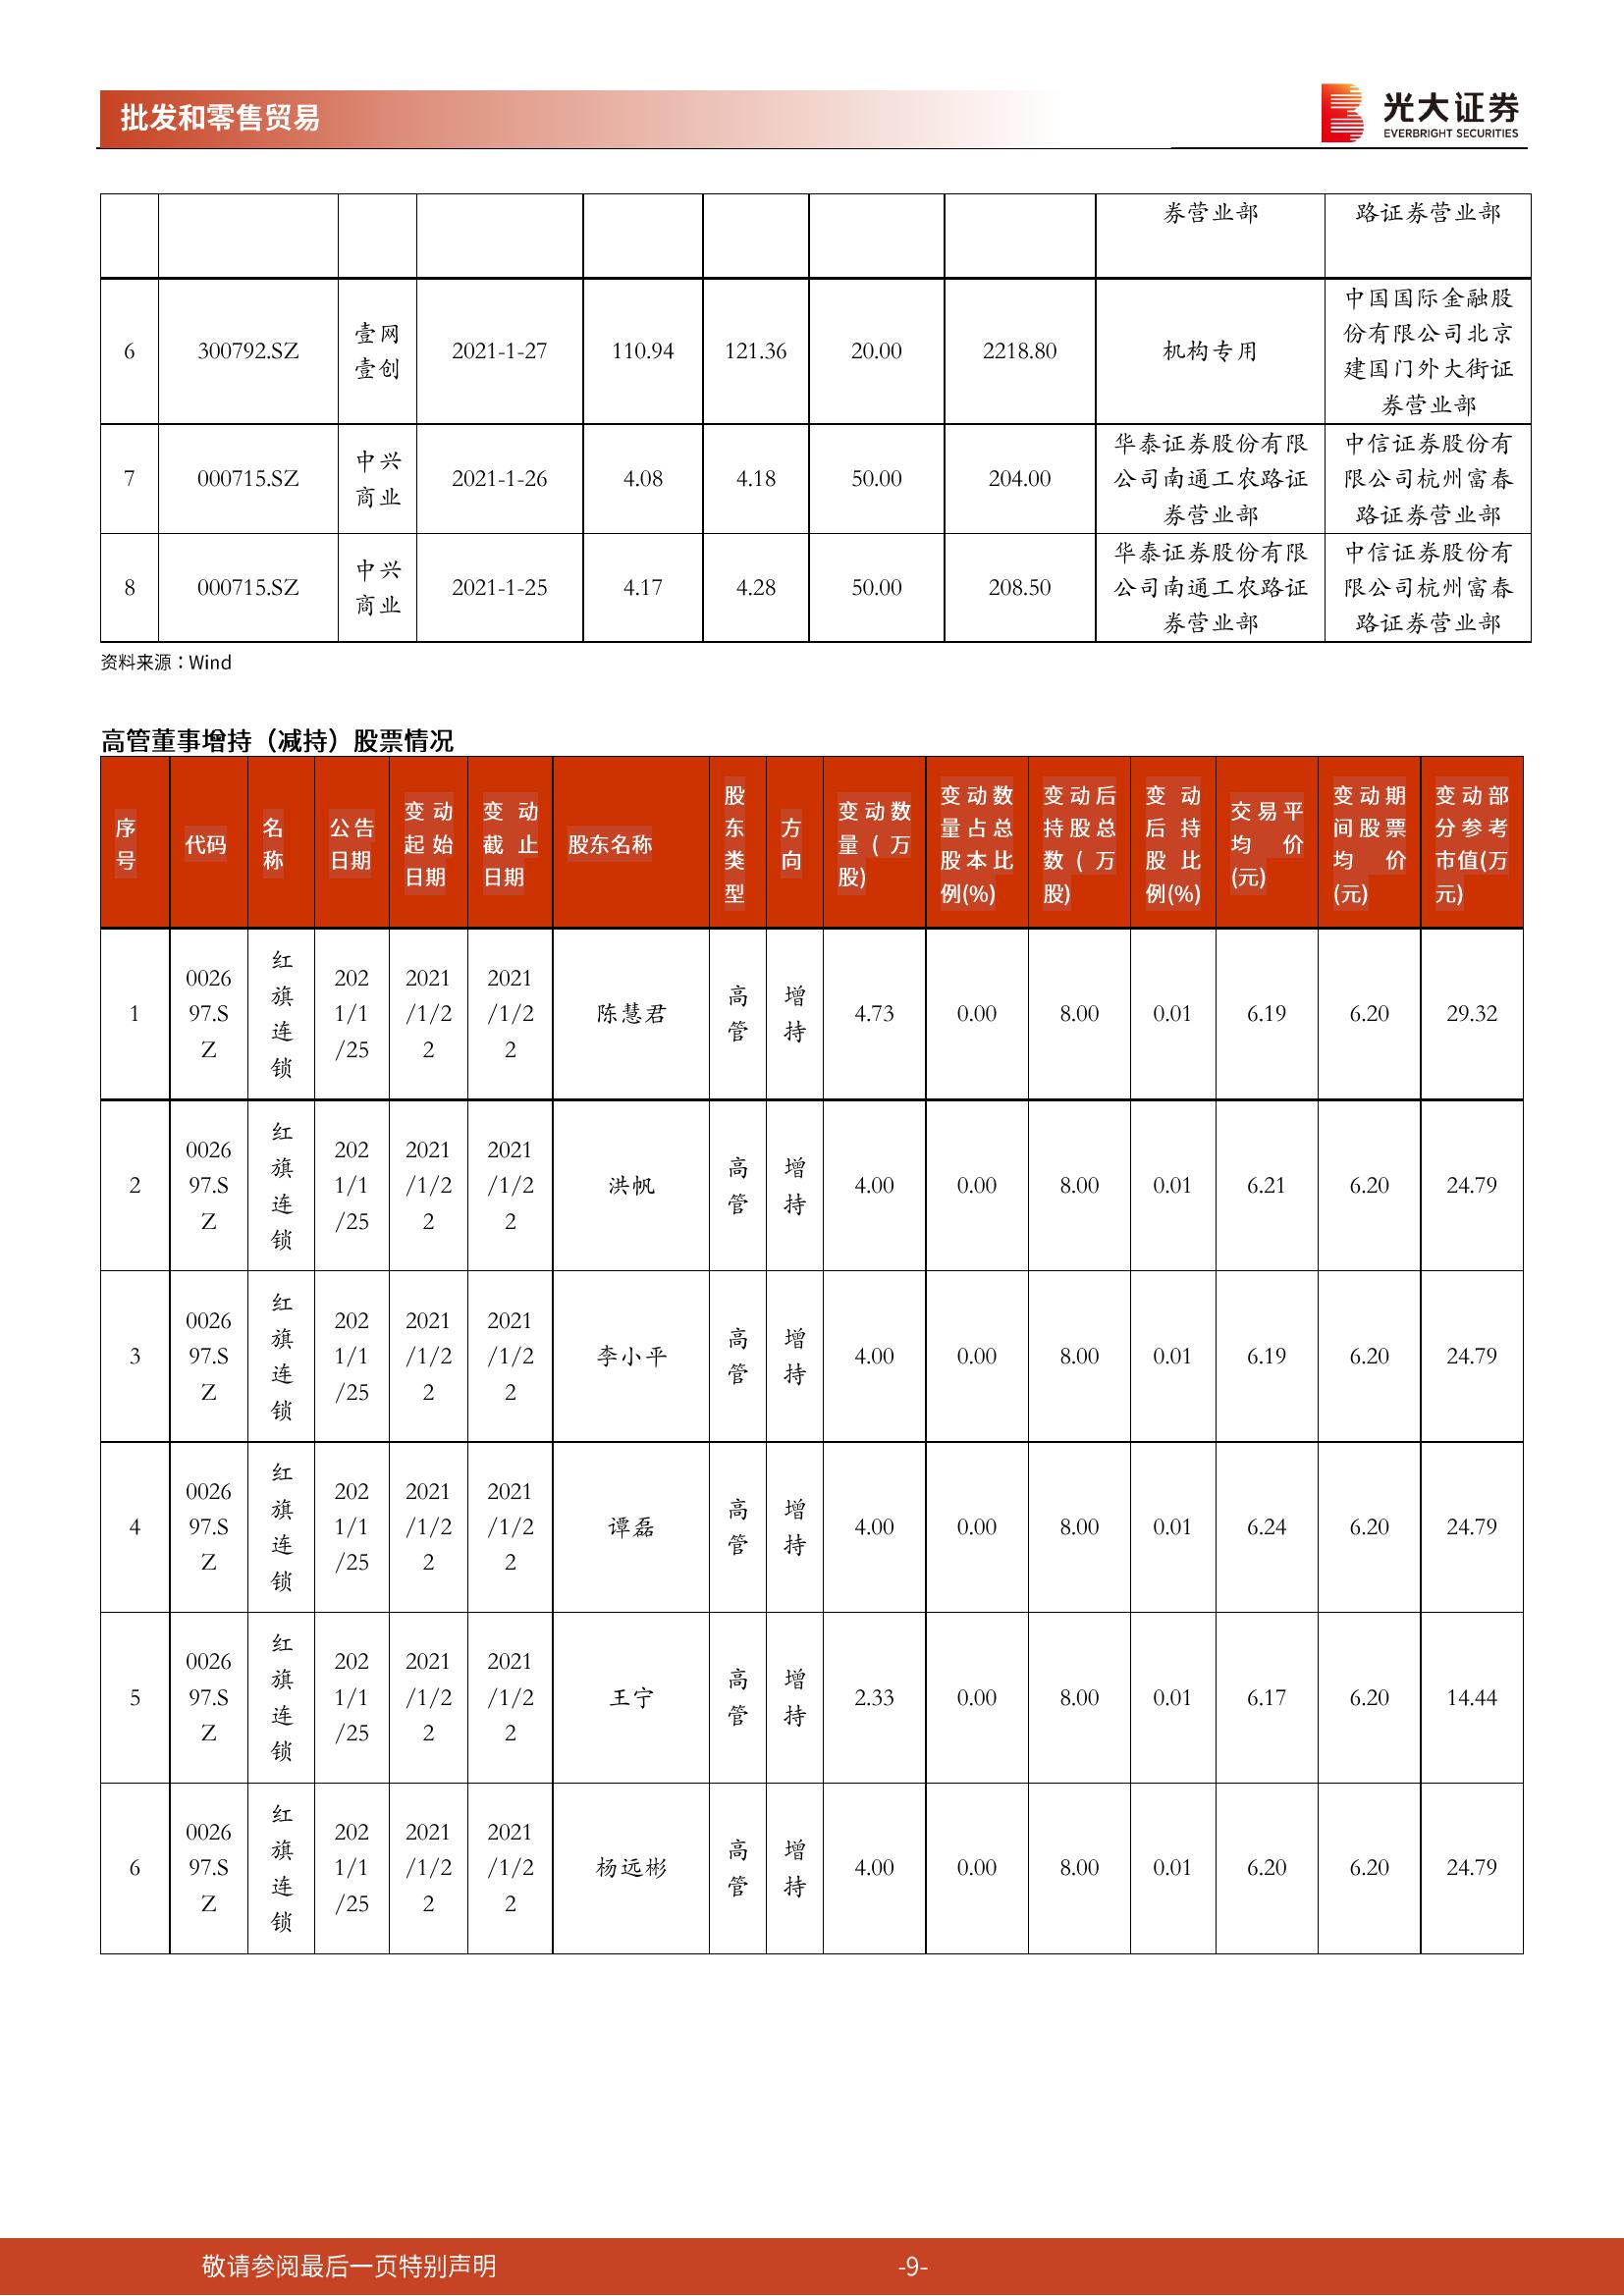 批发和零售贸易
光大证券
EVERBRIGHT SECURITIES
券营业部 路证券营业部
6 300792.SZ 壹网壹创 2021-1-27 110.94 121.36 20.00 2218.80 机构专用 中国国际金融股份有限公司北京建国门外大街证券营业部
7 000715.SZ 中兴商业 2021-1-26 4.08 4.18 50.00 204.00 华泰证券股份有限公司南通工农路证券营业部 中信证券股份有限公司杭州富春路证券营业部
8 000715.SZ 中兴商业 2021-1-25 4.17 4.28 50.00 208.50 华泰证券股份有限公司南通工农路证券营业部 中信证券股份有限公司杭州富春路证券营业部
资料来源：Wind
高管董事增持（减持）股票情况
序号 代码 名称 公告日期 变动起始日期 变动截止日期 股东名称 股东类型 方向 变动数量(万股) 变动数量占总股本比例(%) 变动后持股总数(万股) 变动后持股比例(%) 交易平均价(元) 变动期间股票均价(元) 变动部分参考市值(万元)
1 002697.SZ 红旗连锁 2021/1/25 2021/1/22 2021/1/22 陈慧君 高管 增持 4.73 0.00 8.00 0.01 6.19 6.20 29.32
2 002697.SZ 红旗连锁 2021/1/25 2021/1/22 2021/1/22 洪帆 高管 增持 4.00 0.00 8.00 0.01 6.21 6.20 24.79
3 002697.SZ 红旗连锁 2021/1/25 2021/1/22 2021/1/22 李小平 高管 增持 4.00 0.00 8.00 0.01 6.19 6.20 24.79
4 002697.SZ 红旗连锁 2021/1/25 2021/1/22 2021/1/22 谭磊 高管 增持 4.00 0.00 8.00 0.01 6.24 6.20 24.79
5 002697.SZ 红旗连锁 2021/1/25 2021/1/22 2021/1/22 王宁 高管 增持 2.33 0.00 8.00 0.01 6.17 6.20 14.44
6 002697.SZ 红旗连锁 2021/1/25 2021/1/22 2021/1/22 杨远彬 高管 增持 4.00 0.00 8.00 0.01 6.20 6.20 24.79
敬请参阅最后一页特别声明 -9-